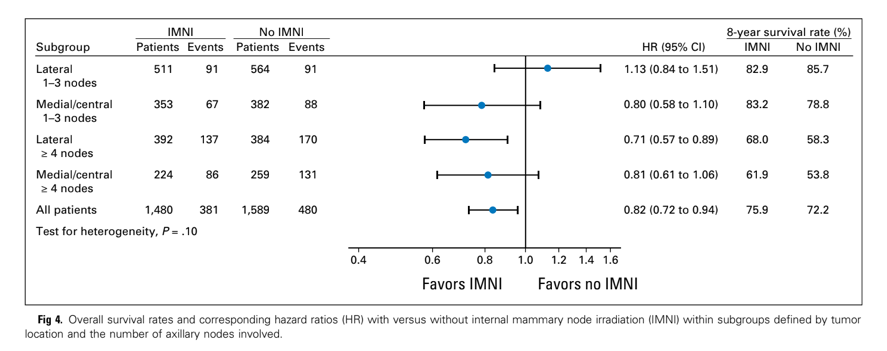 IMNI No IMNI 8-year survival rate (%)
Subgroup Patients Events Patients Events HR (95% CI) IMNI No IMNI
Lateral 511 91 564 91 1.13 (0.84 to 1.51) 82.9 85.7
1–3 nodes
Medial/central 353 67 382 88 0.80 (0.58 to 1.10) 83.2 78.8
1–3 nodes
Lateral 392 137 384 170 0.71 (0.57 to 0.89) 68.0 58.3
≥ 4 nodes
Medial/central 224 86 259 131 0.81 (0.61 to 1.06) 61.9 53.8
≥ 4 nodes
All patients 1,480 381 1,589 480 0.82 (0.72 to 0.94) 75.9 72.2
Test for heterogeneity, P = .10
0.4 0.6 0.8 1.0 1.2 1.4 1.6
Favors IMNI Favors no IMNI
Fig 4. Overall survival rates and corresponding hazard ratios (HR) with versus without internal mammary node irradiation (IMNI) within subgroups defined by tumor
location and the number of axillary nodes involved.